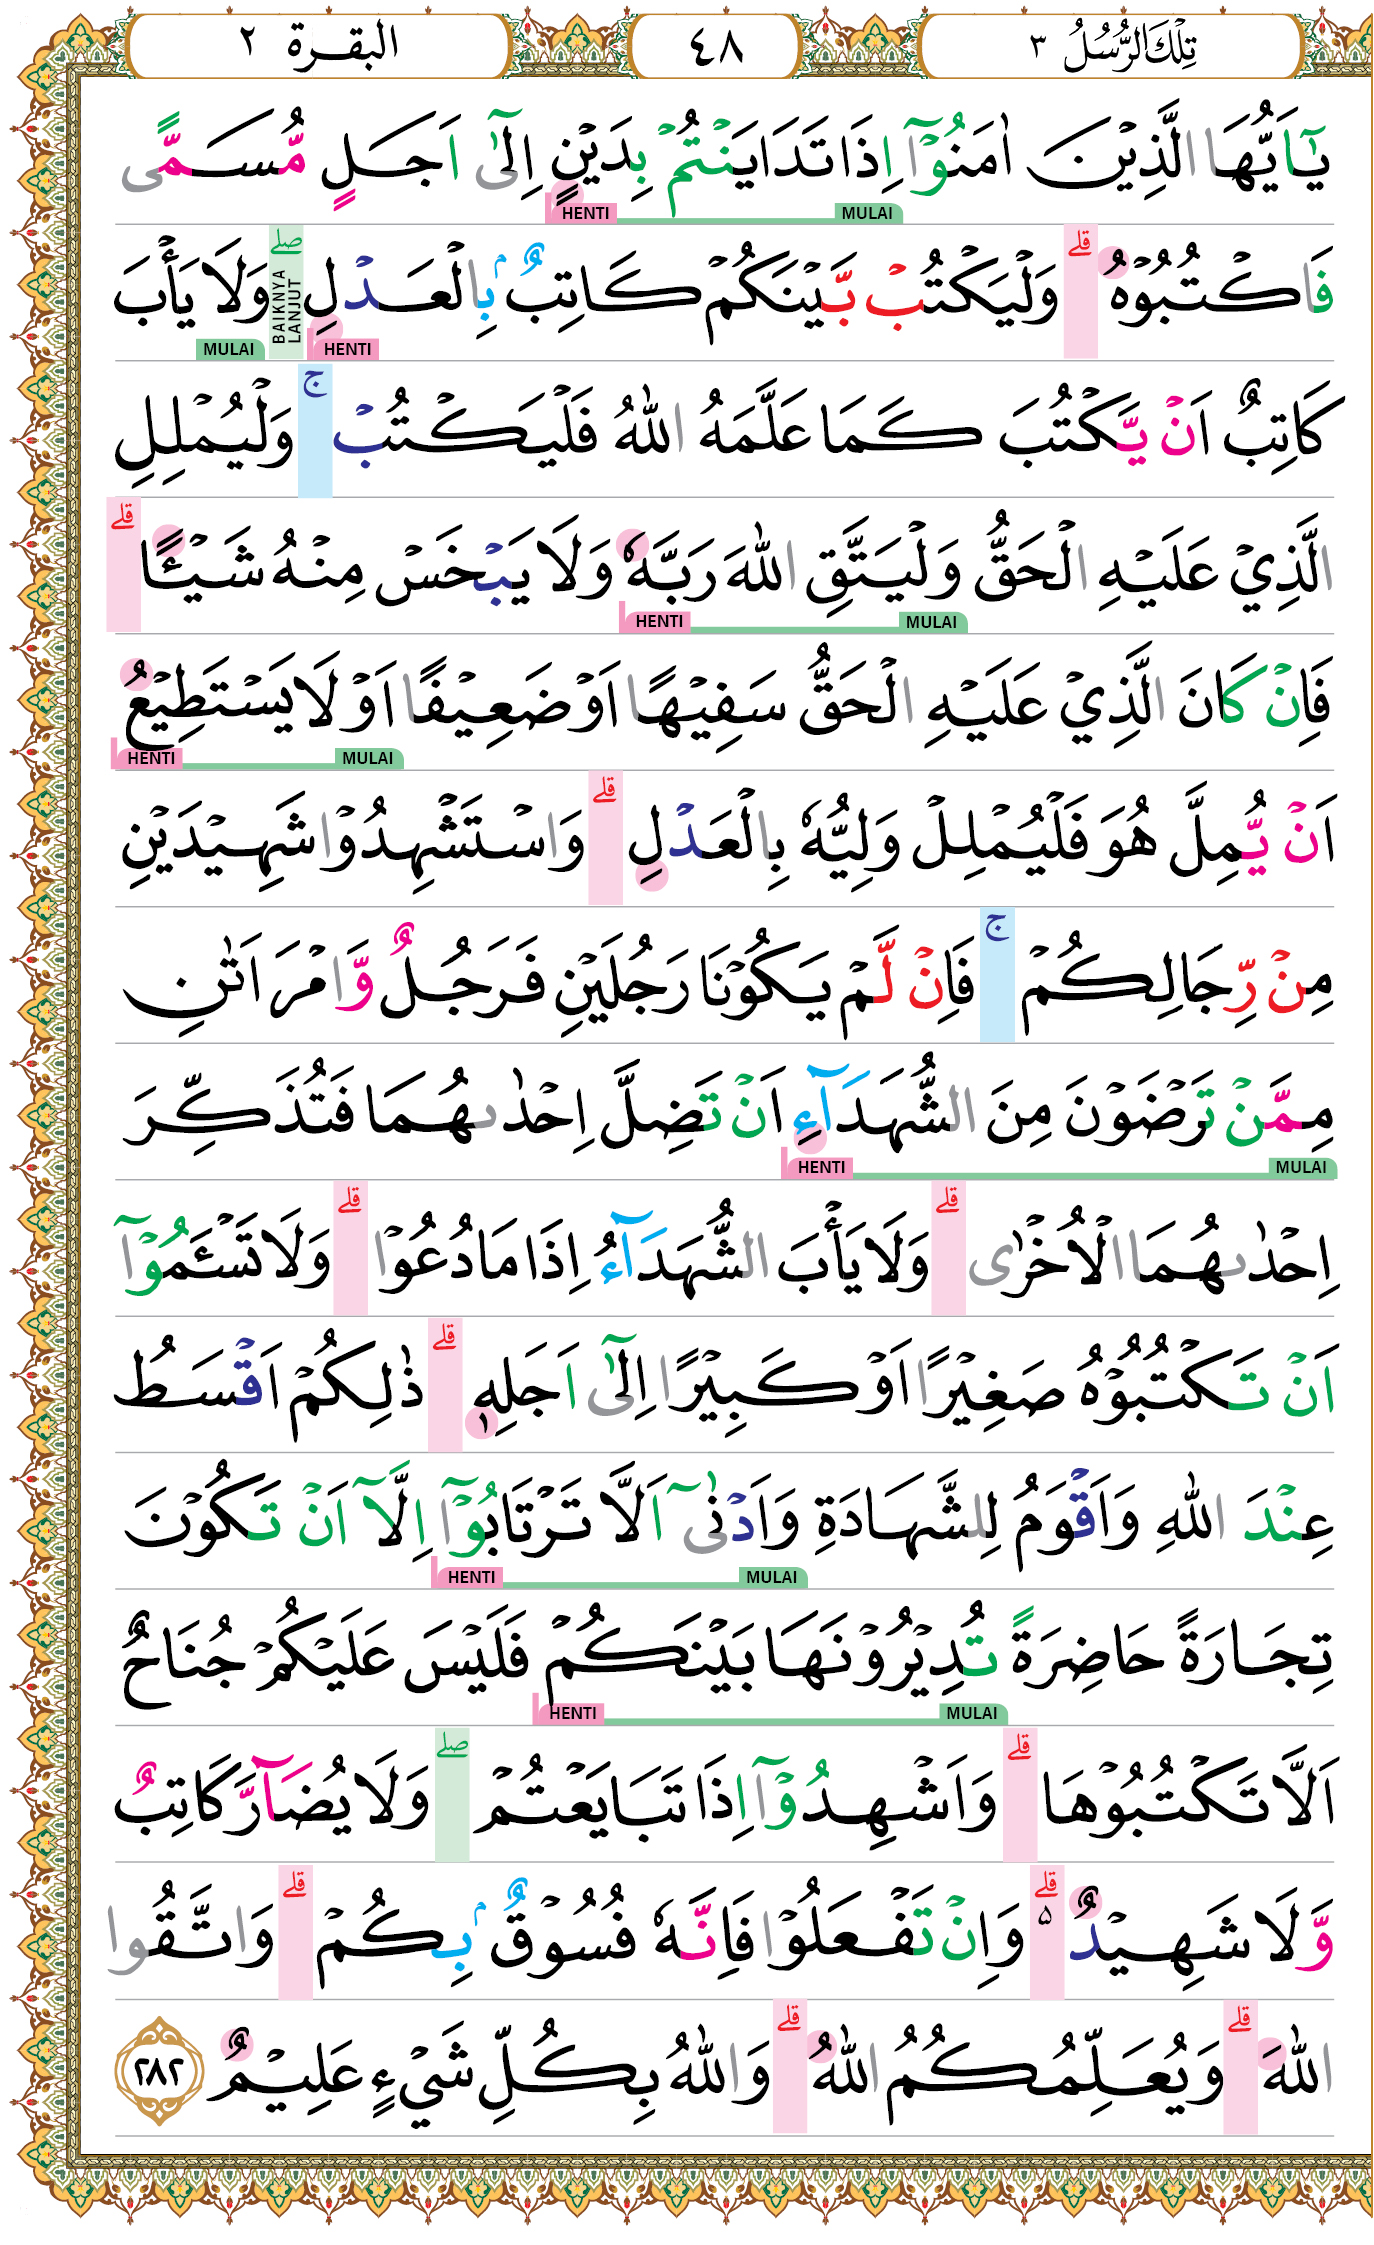 تِلْكَ الرُّسُلُ ٣
٤٨
البقرة ٢
يٰٓاَيُّهَا الَّذِيْنَ اٰمَنُوْٓا اِذَا تَدَايَنْتُمْ بِدَيْنٍ اِلٰٓى اَجَلٍ مُّسَمًّى
HENTI MULAI
فَاكْتُبُوْهُۗ وَلْيَكْتُبْ بَّيْنَكُمْ كَاتِبٌۢ بِالْعَدْلِۖ وَلَا يَأْبَ
BAIKNYA LANJUT
MULAI HENTI
كَاتِبٌ اَنْ يَّكْتُبَ كَمَا عَلَّمَهُ اللّٰهُ فَلْيَكْتُبْۚ وَلْيُمْلِلِ
الَّذِيْ عَلَيْهِ الْحَقُّ وَلْيَتَّقِ اللّٰهَ رَبَّهٗ وَلَا يَبْخَسْ مِنْهُ شَيْـًٔاۗ
HENTI MULAI
فَاِنْ كَانَ الَّذِيْ عَلَيْهِ الْحَقُّ سَفِيْهًا اَوْ ضَعِيْفًا اَوْ لَا يَسْتَطِيْعُ
HENTI MULAI
اَنْ يُّمِلَّ هُوَ فَلْيُمْلِلْ وَلِيُّهٗ بِالْعَدْلِۗ وَاسْتَشْهِدُوْا شَهِيْدَيْنِ
مِنْ رِّجَالِكُمْۚ فَاِنْ لَّمْ يَكُوْنَا رَجُلَيْنِ فَرَجُلٌ وَّامْرَاَتٰنِ
مِمَّنْ تَرْضَوْنَ مِنَ الشُّهَدَاۤءِ اَنْ تَضِلَّ اِحْدٰىهُمَا فَتُذَكِّرَ
HENTI MULAI
اِحْدٰىهُمَا الْاُخْرٰىۗ وَلَا يَأْبَ الشُّهَدَاۤءُ اِذَا مَا دُعُوْاۗ وَلَا تَسْـَٔمُوْٓا
اَنْ تَكْتُبُوْهُ صَغِيْرًا اَوْ كَبِيْرًا اِلٰٓى اَجَلِهٖۗ ذٰلِكُمْ اَقْسَطُ
عِنْدَ اللّٰهِ وَاَقْوَمُ لِلشَّهَادَةِ وَاَدْنٰىٓ اَلَّا تَرْتَابُوْٓا اِلَّآ اَنْ تَكُوْنَ
HENTI MULAI
تِجَارَةً حَاضِرَةً تُدِيْرُوْنَهَا بَيْنَكُمْ فَلَيْسَ عَلَيْكُمْ جُنَاحٌ
HENTI MULAI
اَلَّا تَكْتُبُوْهَاۗ وَاَشْهِدُوْٓا اِذَا تَبَايَعْتُمْۖ وَلَا يُضَاۤرَّ كَاتِبٌ
وَّلَا شَهِيْدٌۗ ە وَاِنْ تَفْعَلُوْا فَاِنَّهٗ فُسُوْقٌۢ بِكُمْۗ وَاتَّقُوا
اللّٰهَۗ وَيُعَلِّمُكُمُ اللّٰهُۗ وَاللّٰهُ بِكُلِّ شَيْءٍ عَلِيْمٌ ٢٨٢